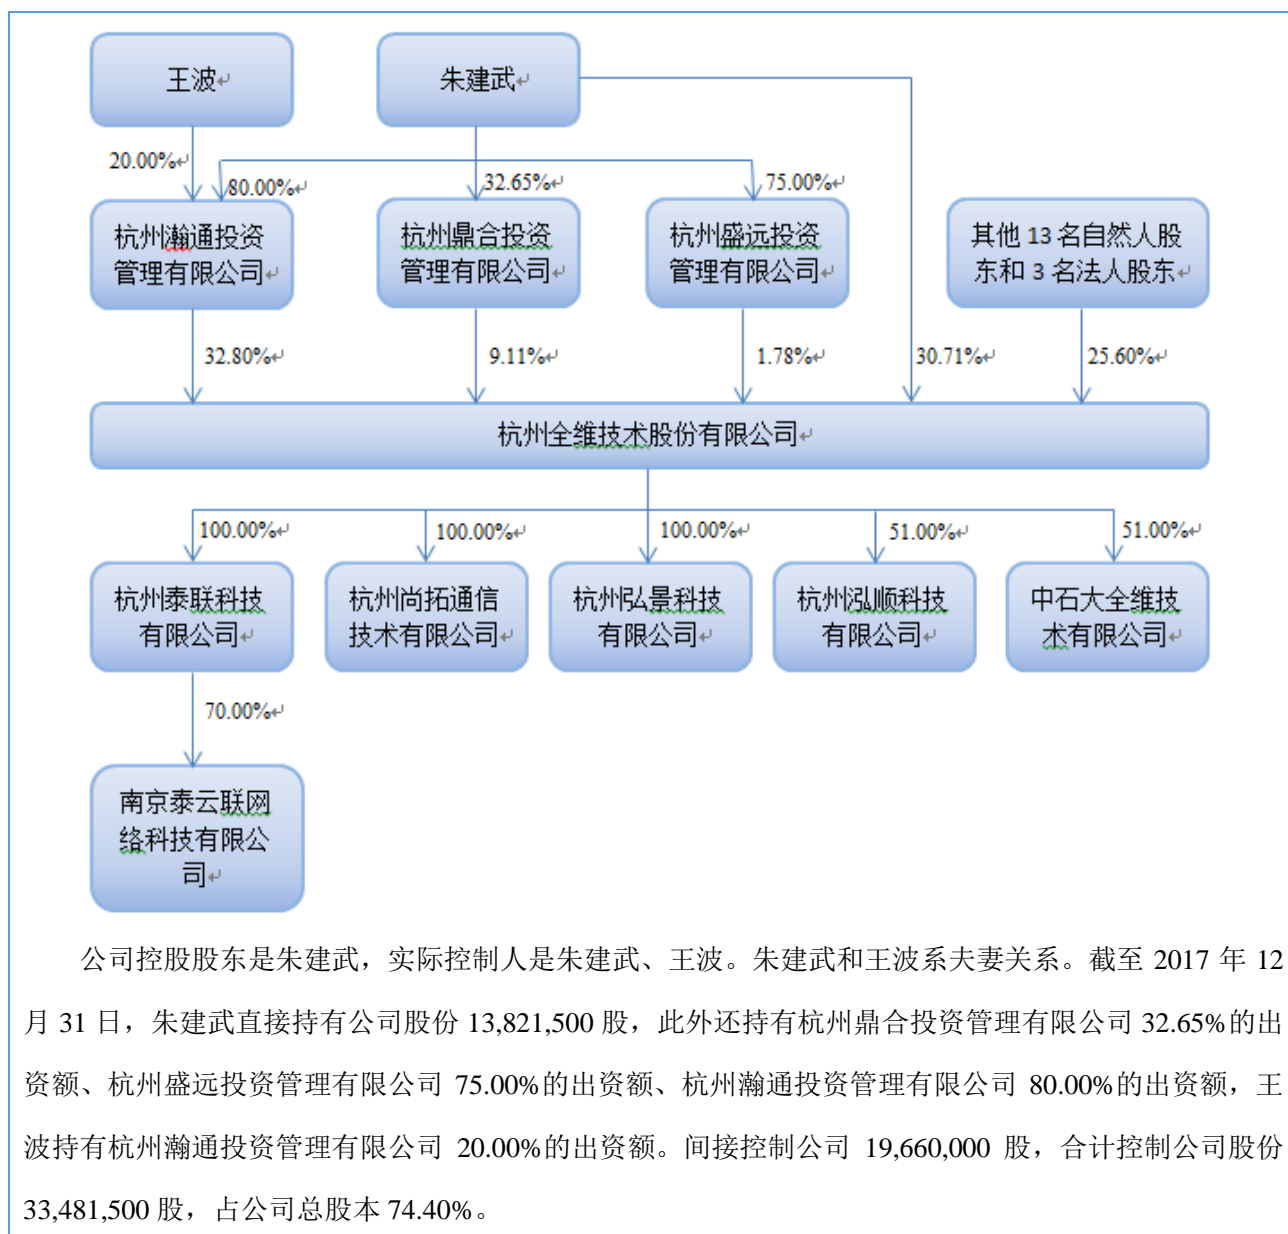 王波
朱建武
20.00%
80.00%
32.65%
75.00%
杭州瀚通投资
管理有限公司
杭州鼎合投资
管理有限公司
杭州盛远投资
管理有限公司
其他 13 名自然人股
东和 3 名法人股东
32.80%
9.11%
1.78%
30.71%
25.60%
杭州全维技术股份有限公司
100.00%
100.00%
100.00%
51.00%
51.00%
杭州泰联科技
有限公司
杭州尚拓通信
技术有限公司
杭州弘景科技
有限公司
杭州泓顺科技
有限公司
中石大全维技
术有限公司
70.00%
南京泰云联网
络科技有限公
司
公司控股股东是朱建武，实际控制人是朱建武、王波。朱建武和王波系夫妻关系。截至 2017 年 12
月 31 日，朱建武直接持有公司股份 13,821,500 股，此外还持有杭州鼎合投资管理有限公司 32.65%的出
资额、杭州盛远投资管理有限公司 75.00%的出资额、杭州瀚通投资管理有限公司 80.00%的出资额，王
波持有杭州瀚通投资管理有限公司 20.00%的出资额。间接控制公司 19,660,000 股，合计控制公司股份
33,481,500 股，占公司总股本 74.40%。